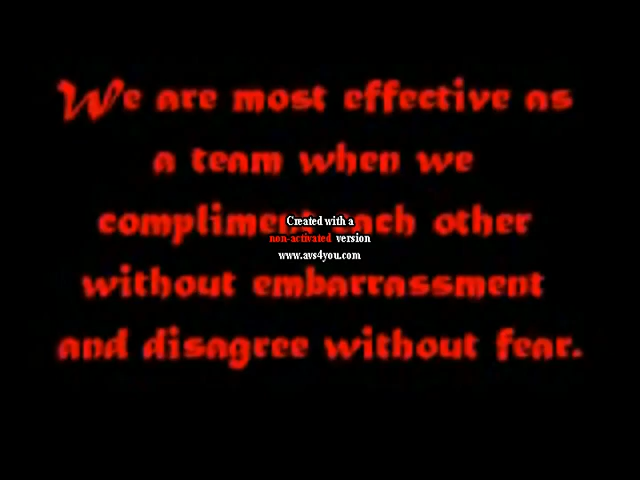 We are most effective as
a team when we
compliment each other
Created with a
non-activated version
www.avs4you.com
without embarrassment
and disagree without fear.